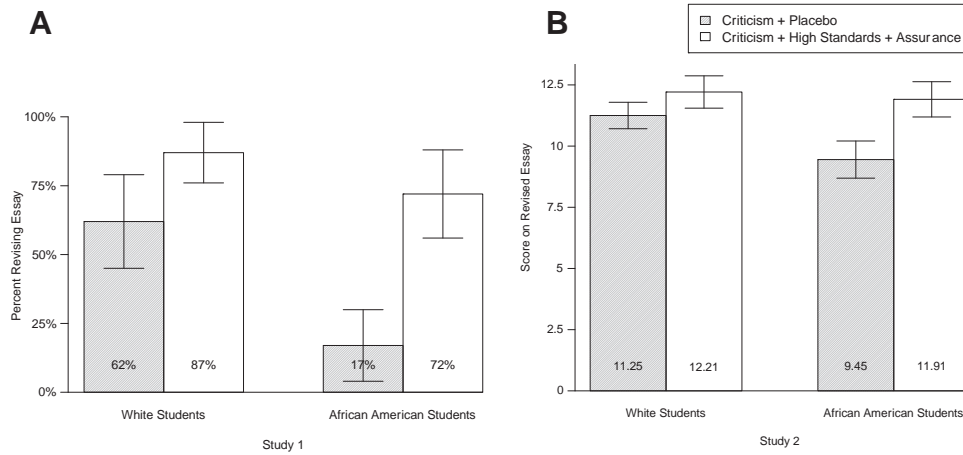 A
100%
75%
50%
25%
0%
Percent Revising Essay
62%
87%
17%
72%
White Students
African American Students
Study 1
B
Criticism + Placebo
Criticism + High Standards + Assurance
12.5
10
7.5
5
12.5
0
Score on Revised Essay
11.25
12.21
9.45
11.91
White Students
African American Students
Study 2